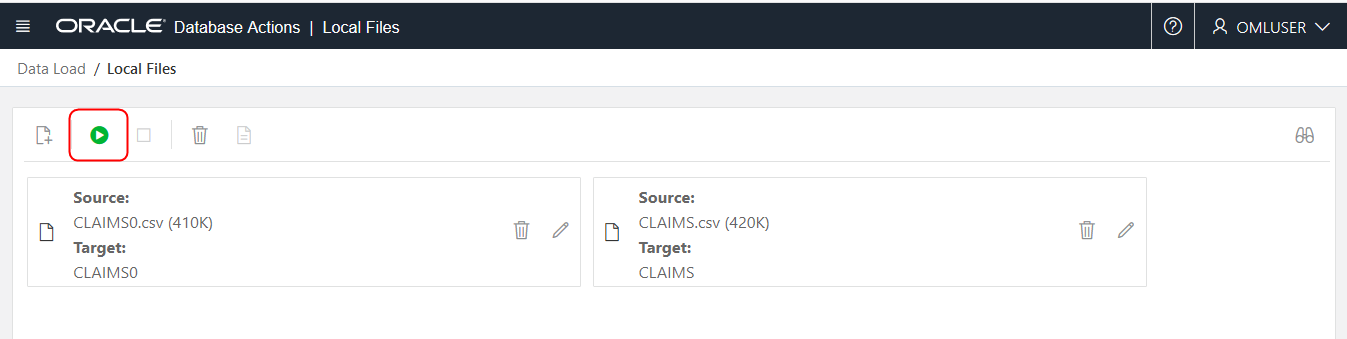 ORACLE Database Actions | Local Files
OMLUSER
Data Load / Local Files
Source:
CLAIMS0.csv (410K)
Target:
CLAIMS0
Source:
CLAIMS.csv (420K)
Target:
CLAIMS